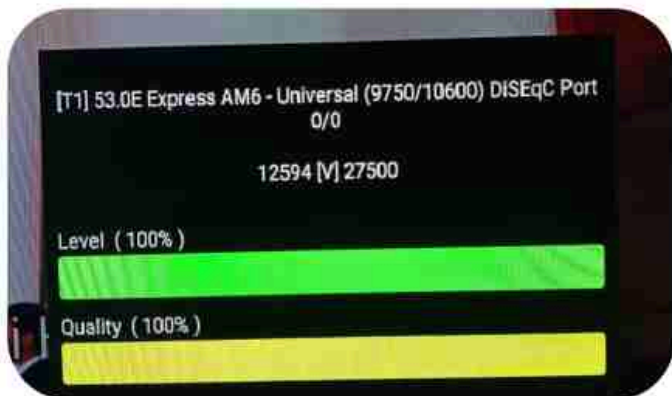 [T1] 53.0E Express AM6 - Universal (9750/10600) DiSEqC Port
0/0
12594 [V] 27500
Level ( 100% )
Quality ( 100% )